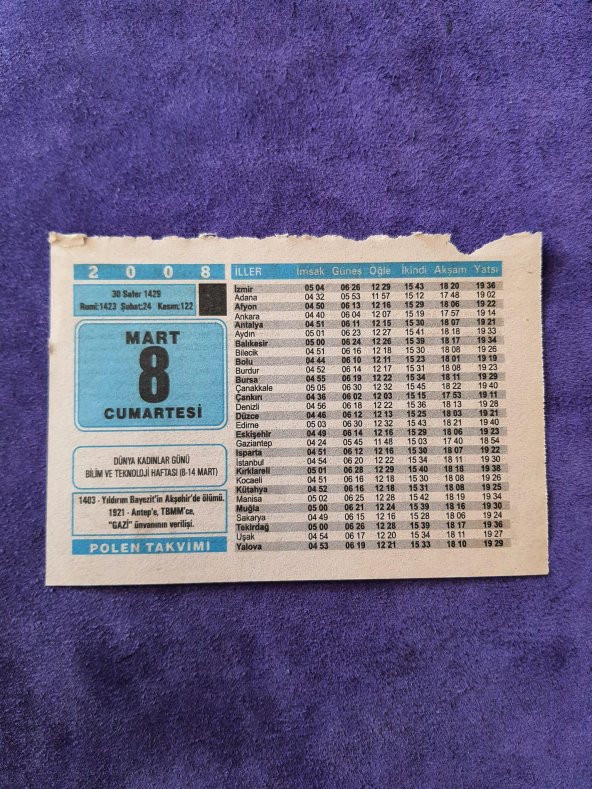 2 0 0 8
30 Safer 1429
Rumi:1423 Şubat:24 Kasım:122
MART
8
CUMARTESİ
DÜNYA KADINLAR GÜNÜ
BİLİM VE TEKNOLOJİ HAFTASI (8-14 MART)
1403 - Yıldırım Bayezit'in Akşehir'de ölümü.
1921 - Antep'e, TBMM'ce,
"GAZİ" ünvanının verilişi.
POLEN TAKVİMİ
İLLER İmsak Güneş Öğle İkindi Akşam Yatsı
İzmir 05 04 06 26 12 29 15 43 18 20 19 36
Adana 04 32 05 53 11 57 15 12 17 48 19 02
Afyon 04 50 06 13 12 16 15 29 18 06 19 22
Ankara 04 40 06 04 12 07 15 19 17 57 19 14
Antalya 04 51 06 11 12 15 15 30 18 07 19 21
Aydın 05 01 06 23 12 27 15 41 18 18 19 33
Balıkesir 05 00 06 24 12 26 15 39 18 17 19 34
Bilecik 04 51 06 16 12 18 15 30 18 08 19 26
Bolu 04 44 06 10 12 11 15 23 18 01 19 19
Burdur 04 52 06 14 12 17 15 31 18 08 19 23
Bursa 04 55 06 19 12 22 15 34 18 11 19 29
Çanakkale 05 05 06 30 12 32 15 45 18 22 19 40
Çankırı 04 36 06 02 12 03 15 15 17 53 19 11
Denizli 04 56 06 18 12 22 15 36 18 13 19 28
Düzce 04 46 06 12 12 13 15 25 18 03 19 21
Edirne 05 03 06 30 12 32 15 43 18 21 19 40
Eskişehir 04 49 06 14 12 16 15 29 18 06 19 23
Gaziantep 04 24 05 45 11 48 15 03 17 40 18 54
Isparta 04 51 06 12 12 16 15 30 18 07 19 22
İstanbul 04 54 06 20 12 22 15 34 18 11 19 30
Kırklareli 05 01 06 28 12 29 15 40 18 18 19 38
Kocaeli 04 51 06 16 12 18 15 30 18 08 19 26
Kütahya 04 52 06 16 12 18 15 31 18 08 19 25
Manisa 05 02 06 25 12 28 15 42 18 19 19 35
Muğla 05 00 06 21 12 24 15 39 18 16 19 30
Sakarya 04 49 06 15 12 16 15 28 18 06 19 24
Tekirdağ 05 00 06 26 12 28 15 39 18 17 19 36
Uşak 04 54 06 17 12 20 15 34 18 11 19 27
Yalova 04 53 06 19 12 21 15 33 18 10 19 29